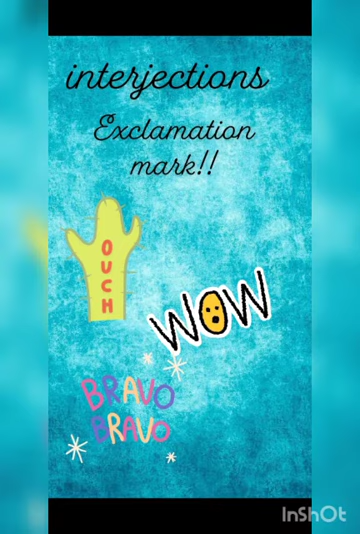 interjections
Exclamation
mark!!
OUCH
WOW
BRAVO
BRAVO
InShOt